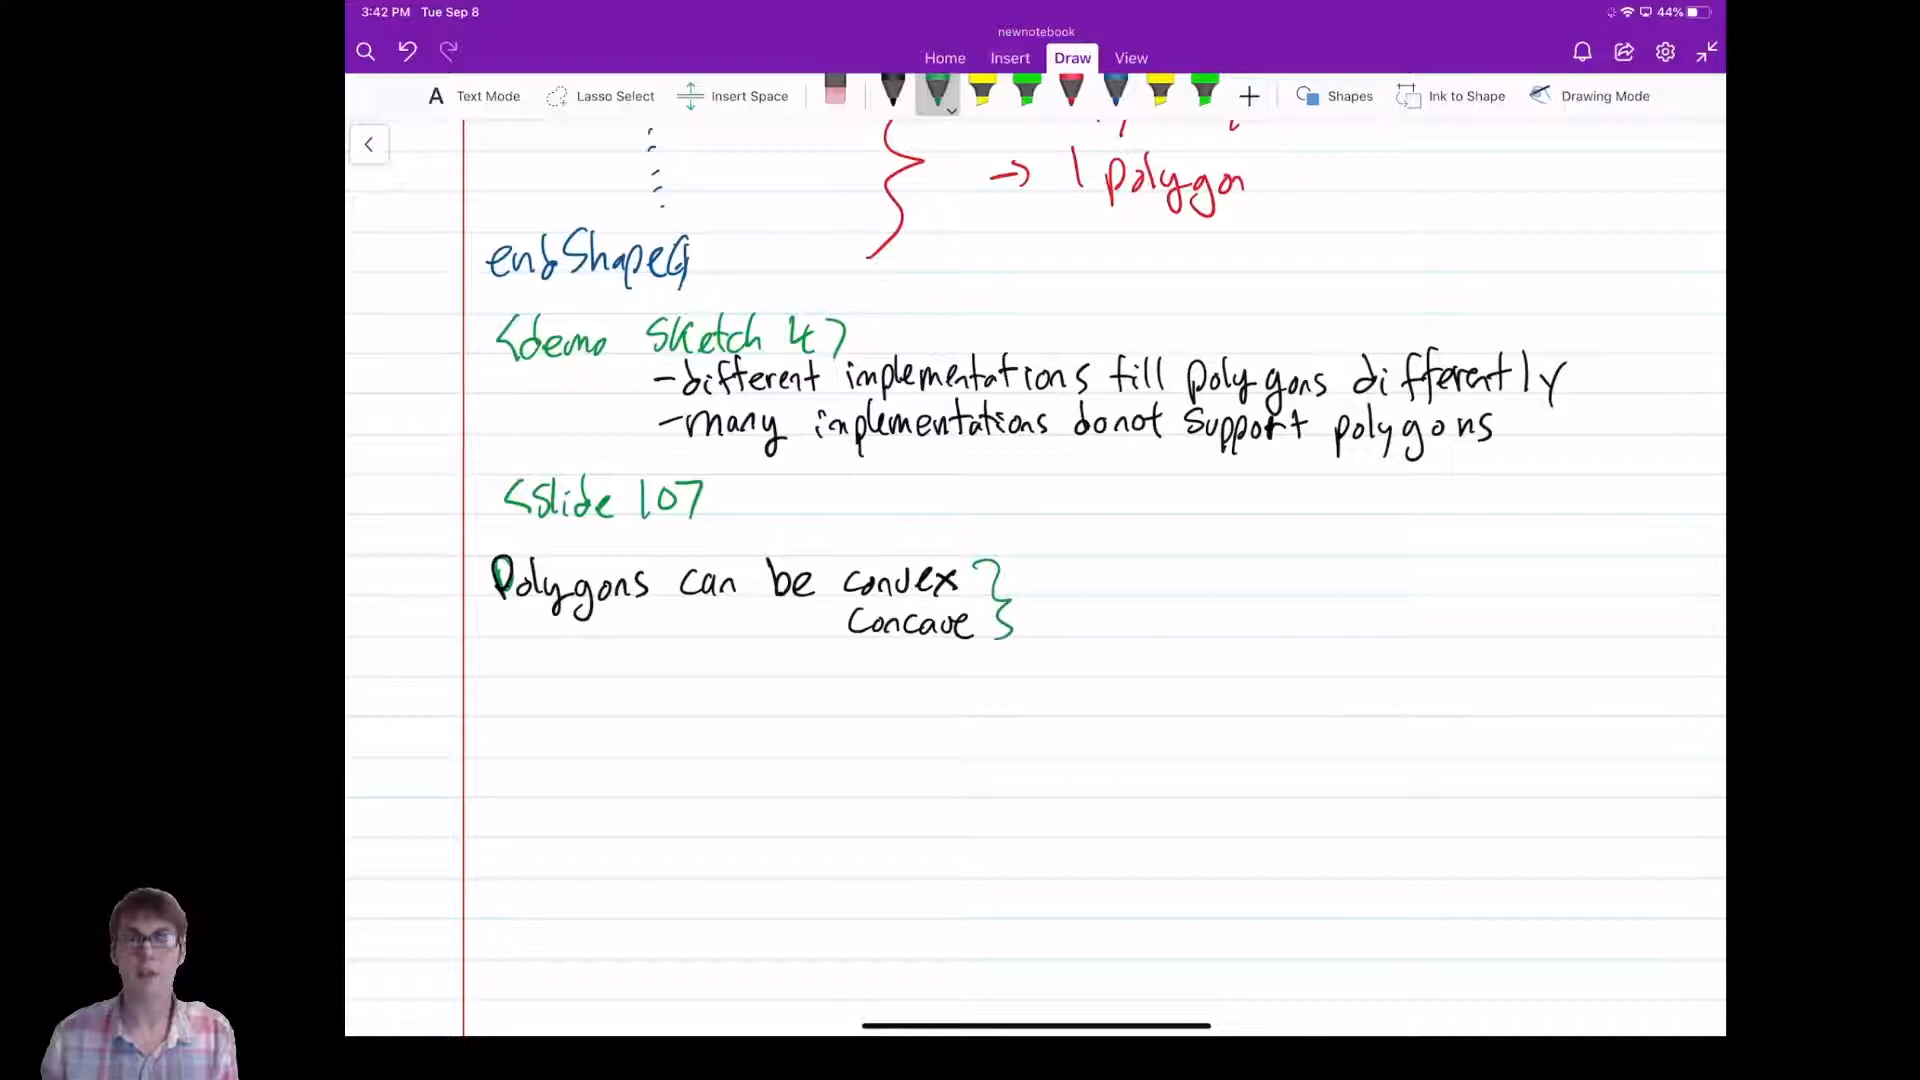 3:42 PM Tue Sep 8
44%
newnotebook
Home Insert Draw View
A Text Mode Lasso Select Insert Space Shapes Ink to Shape Drawing Mode
→ 1 polygon
endShape()
<demo sketch 4>
-different implementations fill polygons differently
-many implementations do not support polygons
<slide 107
Polygons can be convex
concave